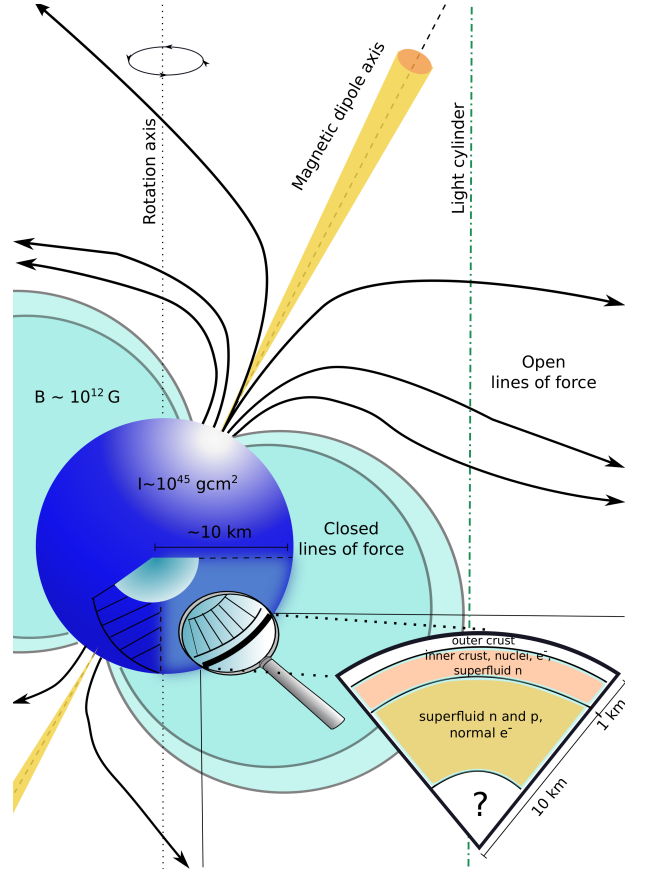 Rotation axis
Magnetic dipole axis
Light cylinder
Open
lines of force
B ~ 10¹² G
I~10⁴⁵ gcm²
~10 km
Closed
lines of force
outer crust
inner crust, nuclei, e⁻,
superfluid n
superfluid n and p,
normal e⁻
?
1 km
10 km